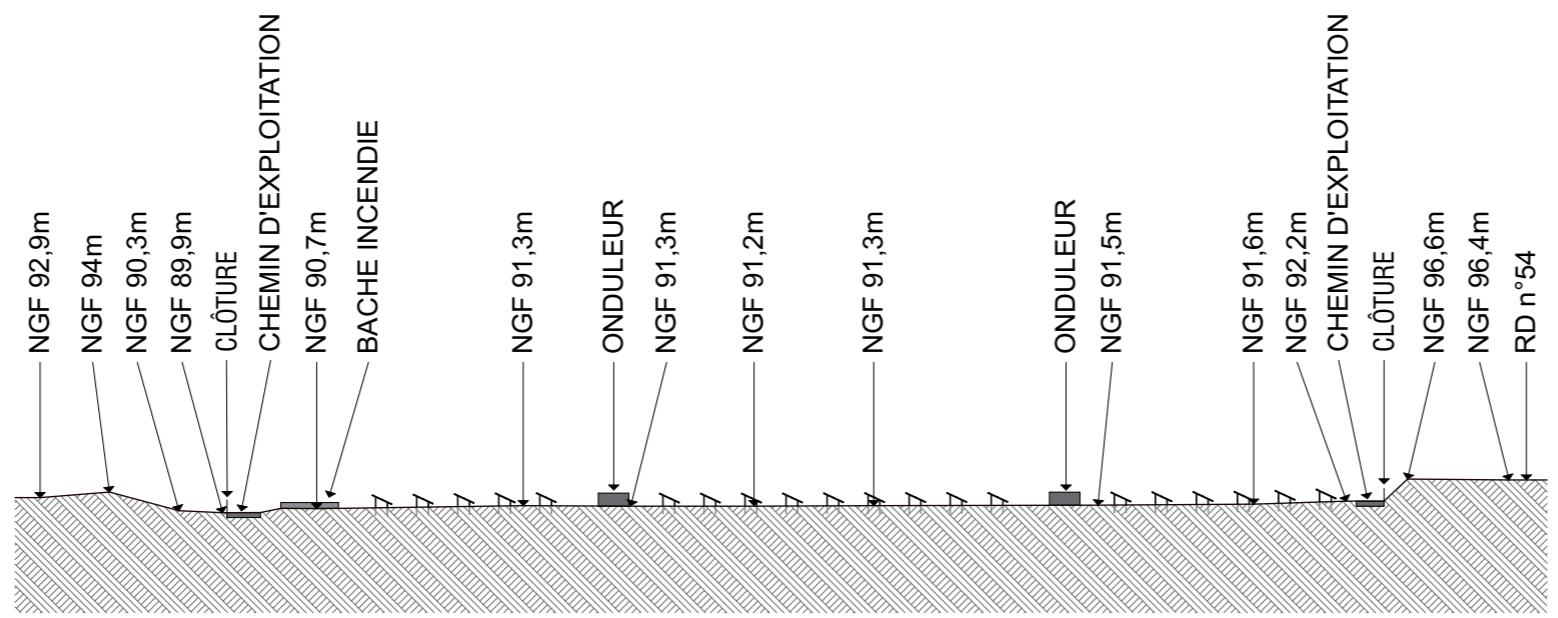 NGF 92,9m
NGF 94m
NGF 90,3m
NGF 89,9m
CLÔTURE
CHEMIN D'EXPLOITATION
NGF 90,7m
BACHE INCENDIE
NGF 91,3m
ONDULEUR
NGF 91,3m
NGF 91,2m
NGF 91,3m
ONDULEUR
NGF 91,5m
NGF 91,6m
NGF 92,2m
CHEMIN D'EXPLOITATION
CLÔTURE
NGF 96,6m
NGF 96,4m
RD n°54